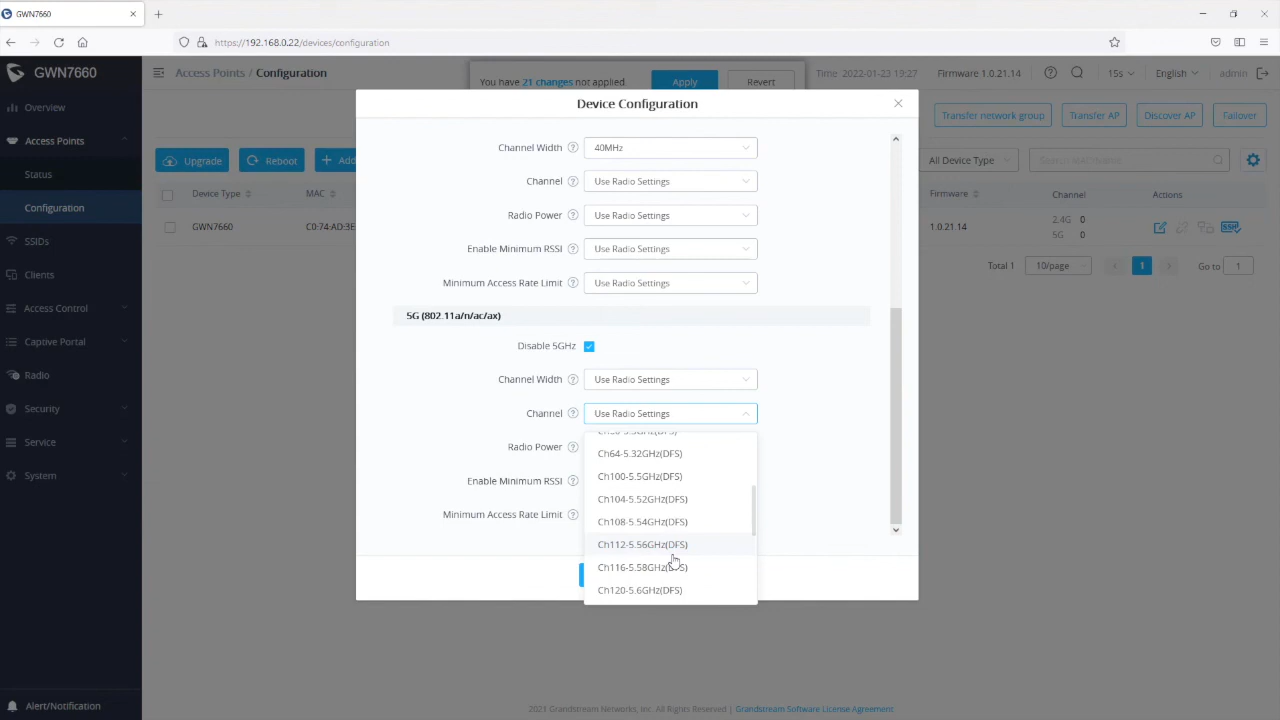 GWN7660
https://192.168.0.22/devices/configuration
GWN7660
Access Points / Configuration
You have 21 changes not applied.
Apply
Revert
Time 2022-01-23 19:27
Firmware 1.0.21.14
15s
English
admin
Device Configuration
Overview
Access Points
Status
Configuration
SSIDs
Clients
Access Control
Captive Portal
Radio
Security
Service
System
Alert/Notification
Transfer network group
Transfer AP
Discover AP
Failover
Upgrade
Reboot
Add
All Device Type
Device Type
MAC
Firmware
Channel
Actions
GWN7660
C0:74:AD:3E
1.0.21.14
2.4G 0
5G 0
Total 1
10/page
1
Go to 1
Channel Width 40MHz
Channel Use Radio Settings
Radio Power Use Radio Settings
Enable Minimum RSSI Use Radio Settings
Minimum Access Rate Limit Use Radio Settings
5G (802.11a/n/ac/ax)
Disable 5GHz
Channel Width Use Radio Settings
Channel Use Radio Settings
Radio Power
Enable Minimum RSSI
Minimum Access Rate Limit
Ch64-5.32GHz(DFS)
Ch100-5.5GHz(DFS)
Ch104-5.52GHz(DFS)
Ch108-5.54GHz(DFS)
Ch112-5.56GHz(DFS)
Ch116-5.58GHz(DFS)
Ch120-5.6GHz(DFS)
2021 Grandstream Networks, Inc. All Rights Reserved | Grandstream Software License Agreement